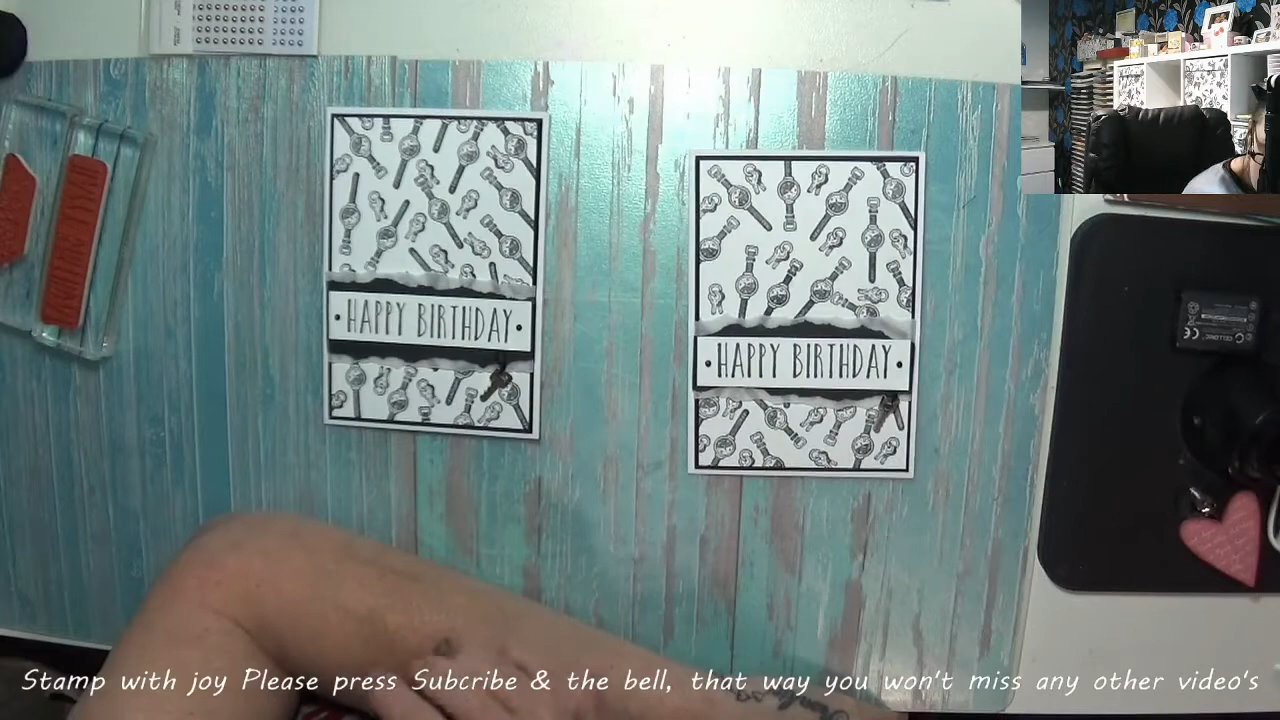 HAPPY BIRTHDAY
HAPPY BIRTHDAY
Stamp with joy Please press Subcribe & the bell, that way you won't miss any other video's